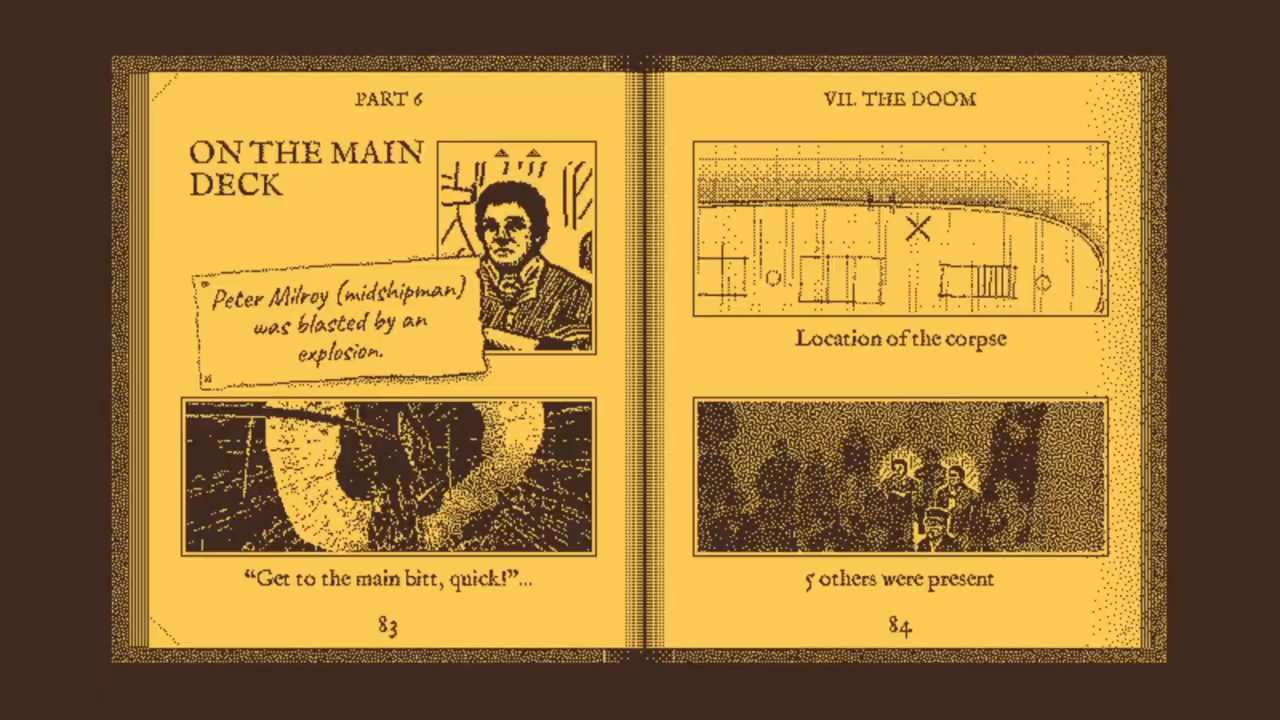 PART 6
ON THE MAIN
DECK
Peter Milroy (midshipman)
was blasted by an
explosion.
“Get to the main bitt, quick!”...
83
VII. THE DOOM
Location of the corpse
5 others were present
84